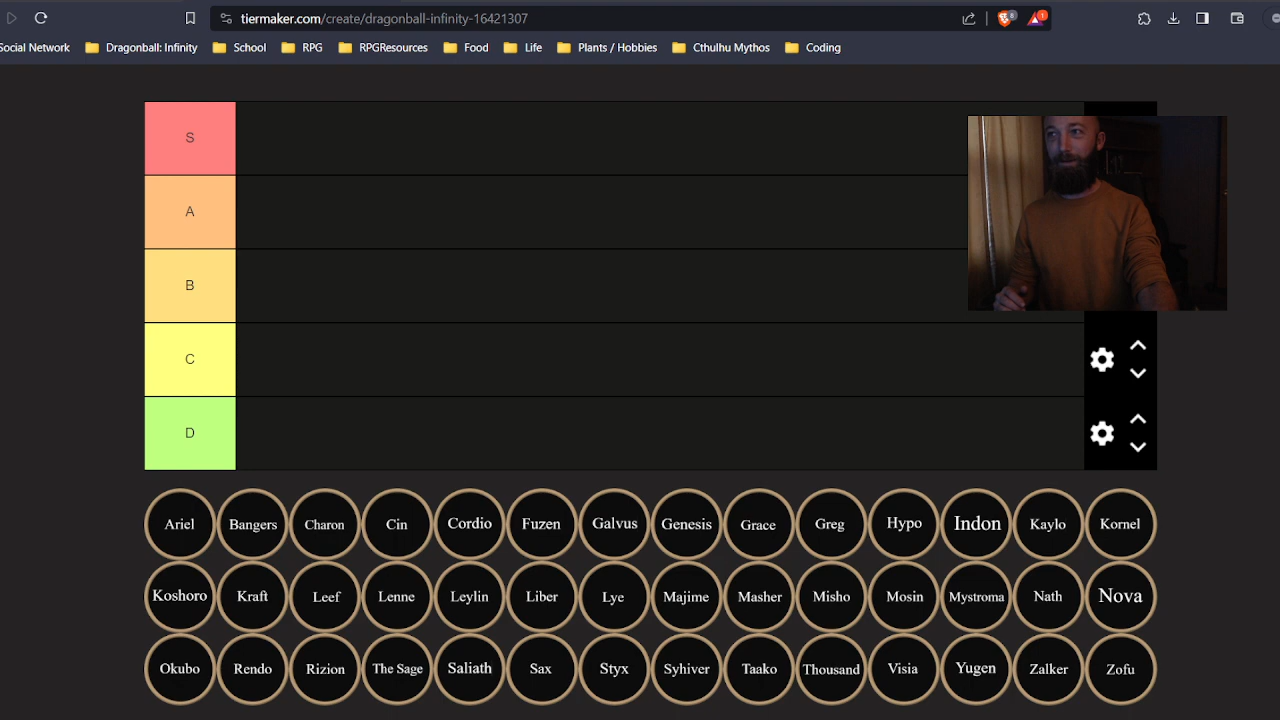 tiermaker.com/create/dragonball-infinity-16421307
8
1
Social Network Dragonball: Infinity School RPG RPGResources Food Life Plants / Hobbies Cthulhu Mythos Coding
S
A
B
C
D
Ariel Bangers Charon Cin Cordio Fuzen Galvus Genesis Grace Greg Hypo Indon Kaylo Kornel
Koshoro Kraft Leef Lenne Leylin Liber Lye Majime Masher Misho Mosin Mystroma Nath Nova
Okubo Rendo Rizion The Sage Saliath Sax Styx Syhiver Taako Thousand Visia Yugen Zalker Zofu